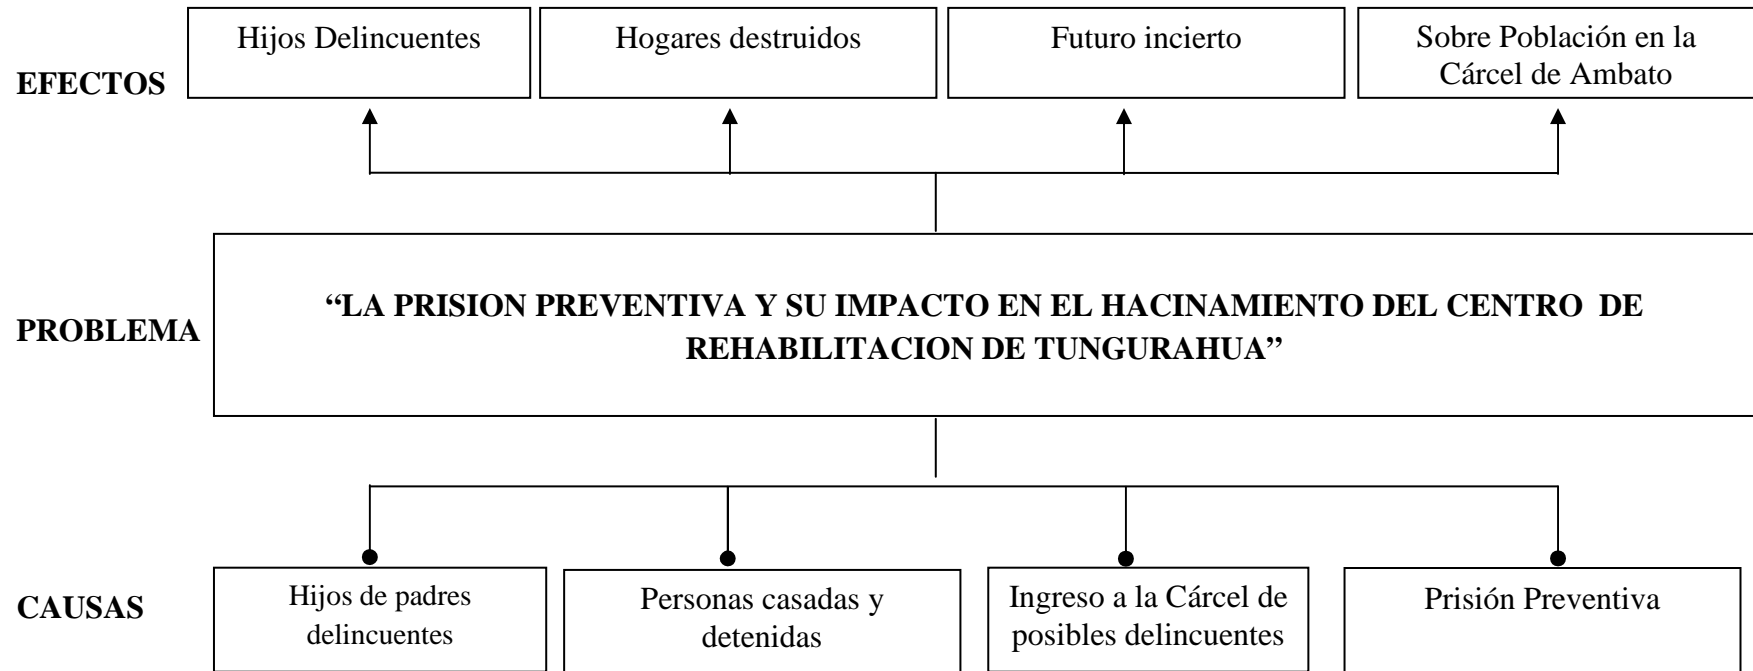 EFECTOS
Hijos Delincuentes
Hogares destruidos
Futuro incierto
Sobre Población en la
Cárcel de Ambato
PROBLEMA
“LA PRISION PREVENTIVA Y SU IMPACTO EN EL HACINAMIENTO DEL CENTRO DE
REHABILITACION DE TUNGURAHUA”
CAUSAS
Hijos de padres
delincuentes
Personas casadas y
detenidas
Ingreso a la Cárcel de
posibles delincuentes
Prisión Preventiva